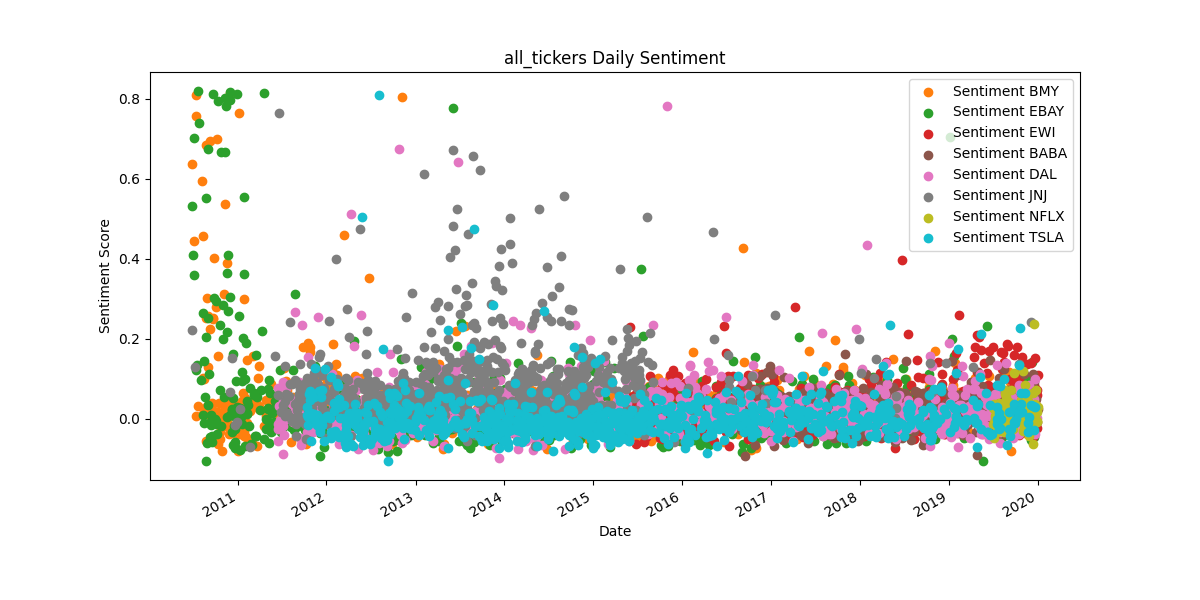 all_tickers Daily Sentiment
Sentiment Score
0.8
0.6
0.4
0.2
0.0
Sentiment BMY
Sentiment EBAY
Sentiment EWI
Sentiment BABA
Sentiment DAL
Sentiment JNJ
Sentiment NFLX
Sentiment TSLA
2011
2012
2013
2014
2015
2016
2017
2018
2019
2020
Date